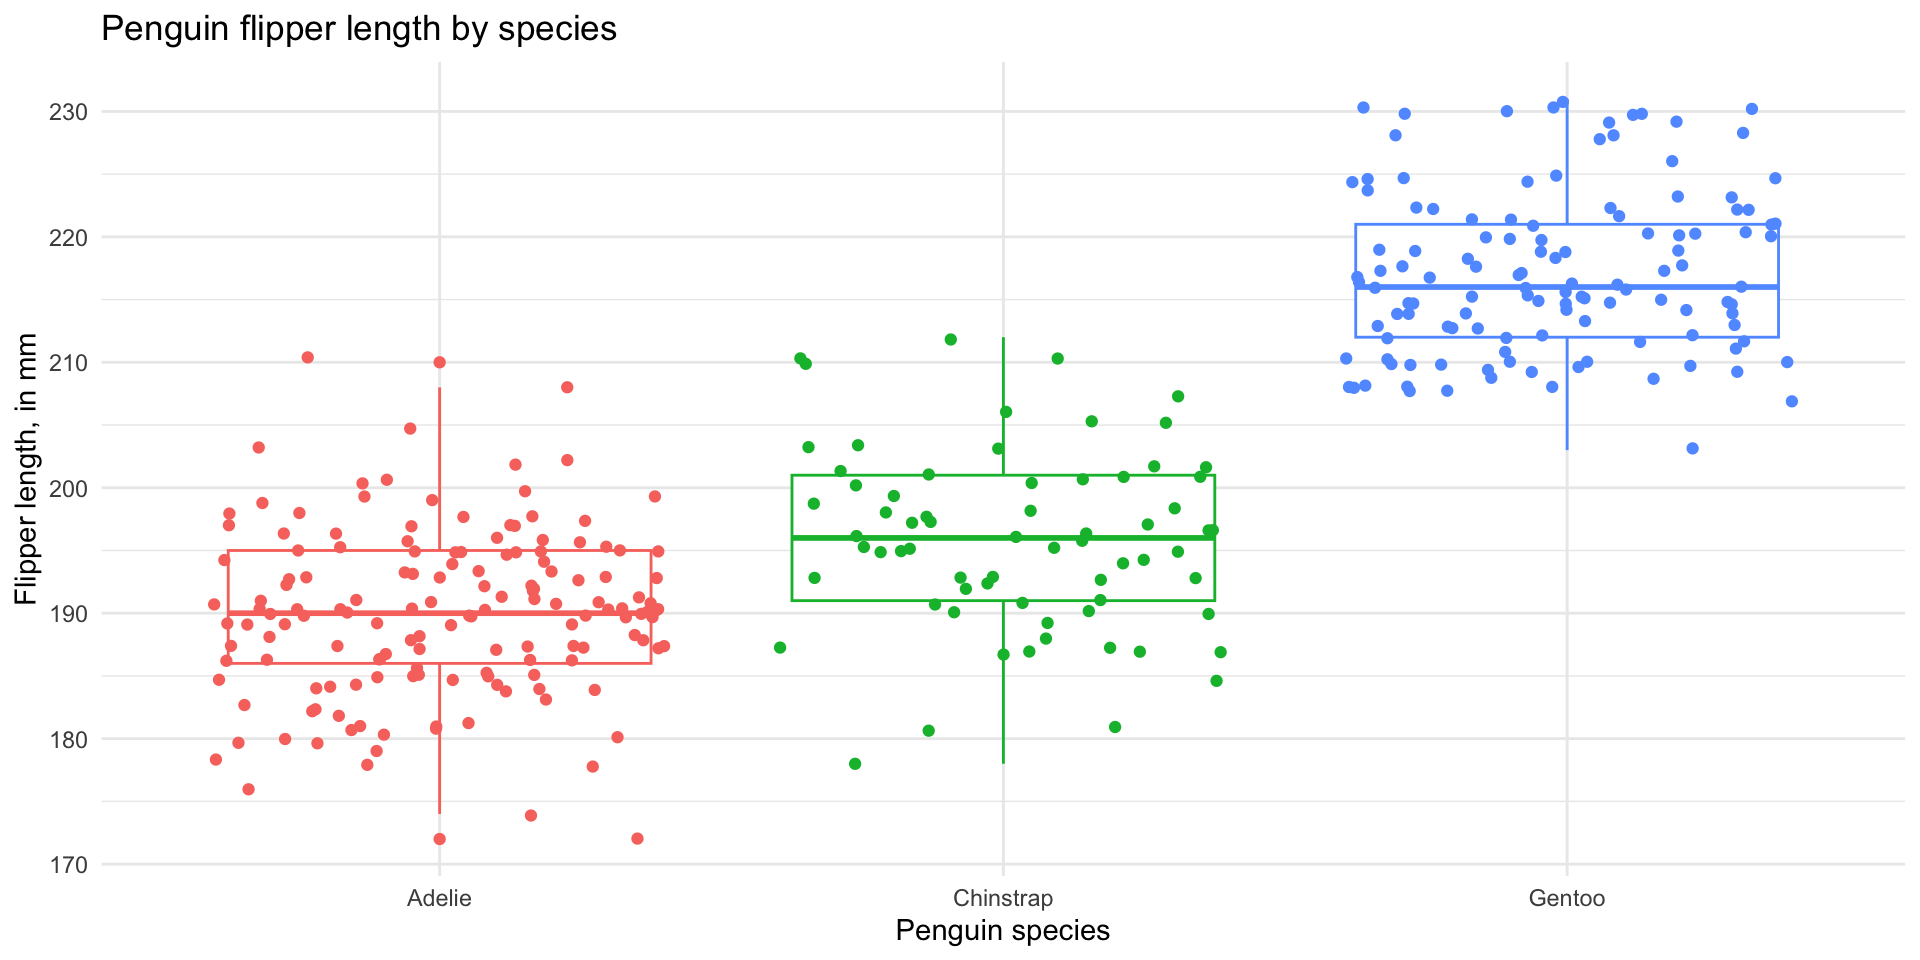 Penguin flipper length by species
Flipper length, in mm
230
220
210
200
190
180
170
Adelie
Chinstrap
Gentoo
Penguin species